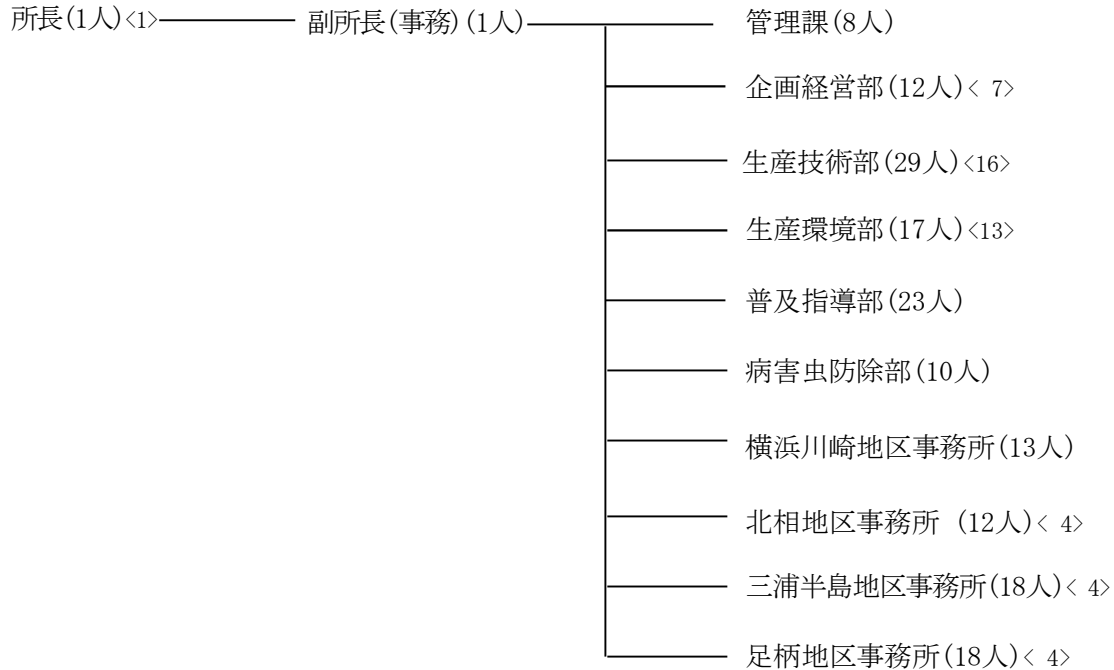 所長(1人)<1> 副所長(事務)(1人) 管理課(8人)
企画経営部(12人)< 7>
生産技術部(29人)<16>
生産環境部(17人)<13>
普及指導部(23人)
病害虫防除部(10人)
横浜川崎地区事務所(13人)
北相地区事務所 (12人)< 4>
三浦半島地区事務所(18人)< 4>
足柄地区事務所(18人)< 4>